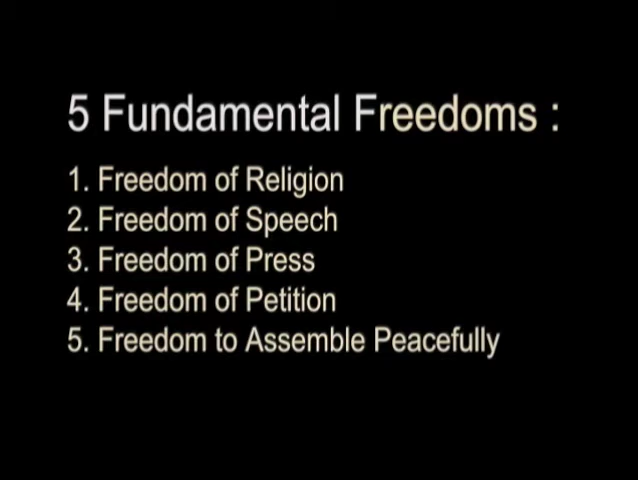 5 Fundamental Freedoms :
1. Freedom of Religion
2. Freedom of Speech
3. Freedom of Press
4. Freedom of Petition
5. Freedom to Assemble Peacefully